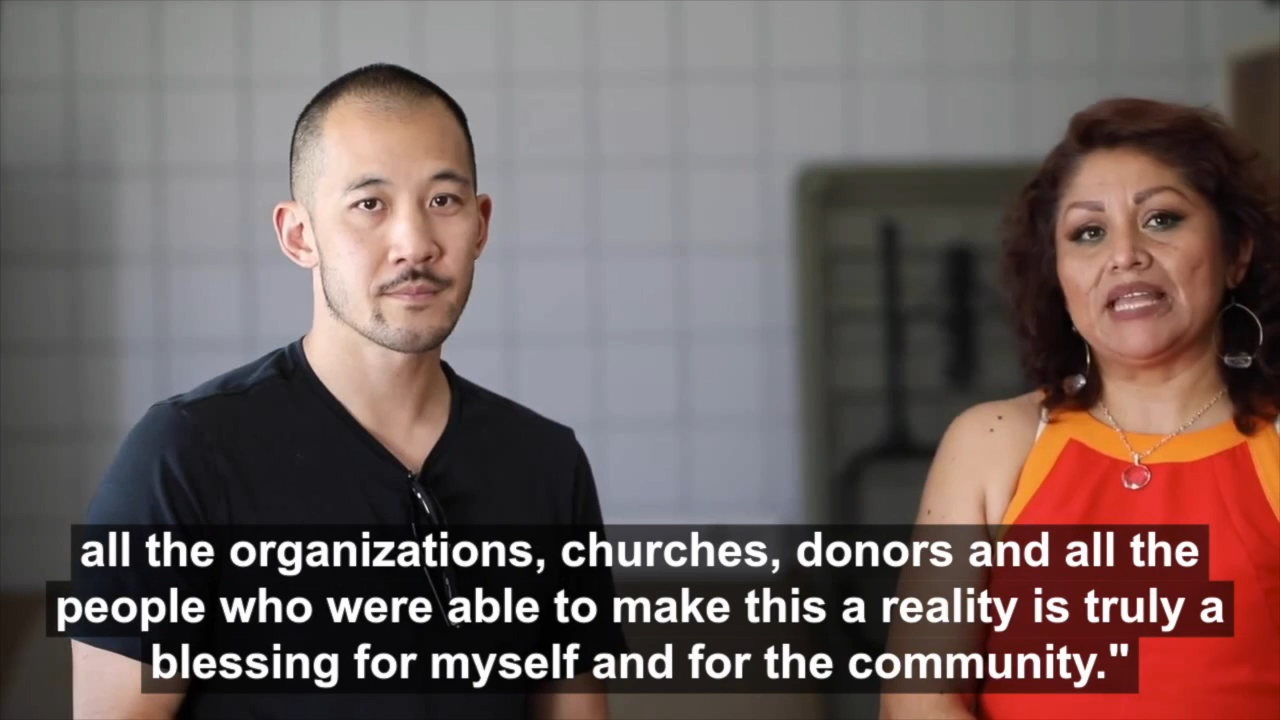 all the organizations, churches, donors and all the
people who were able to make this a reality is truly a
blessing for myself and for the community."